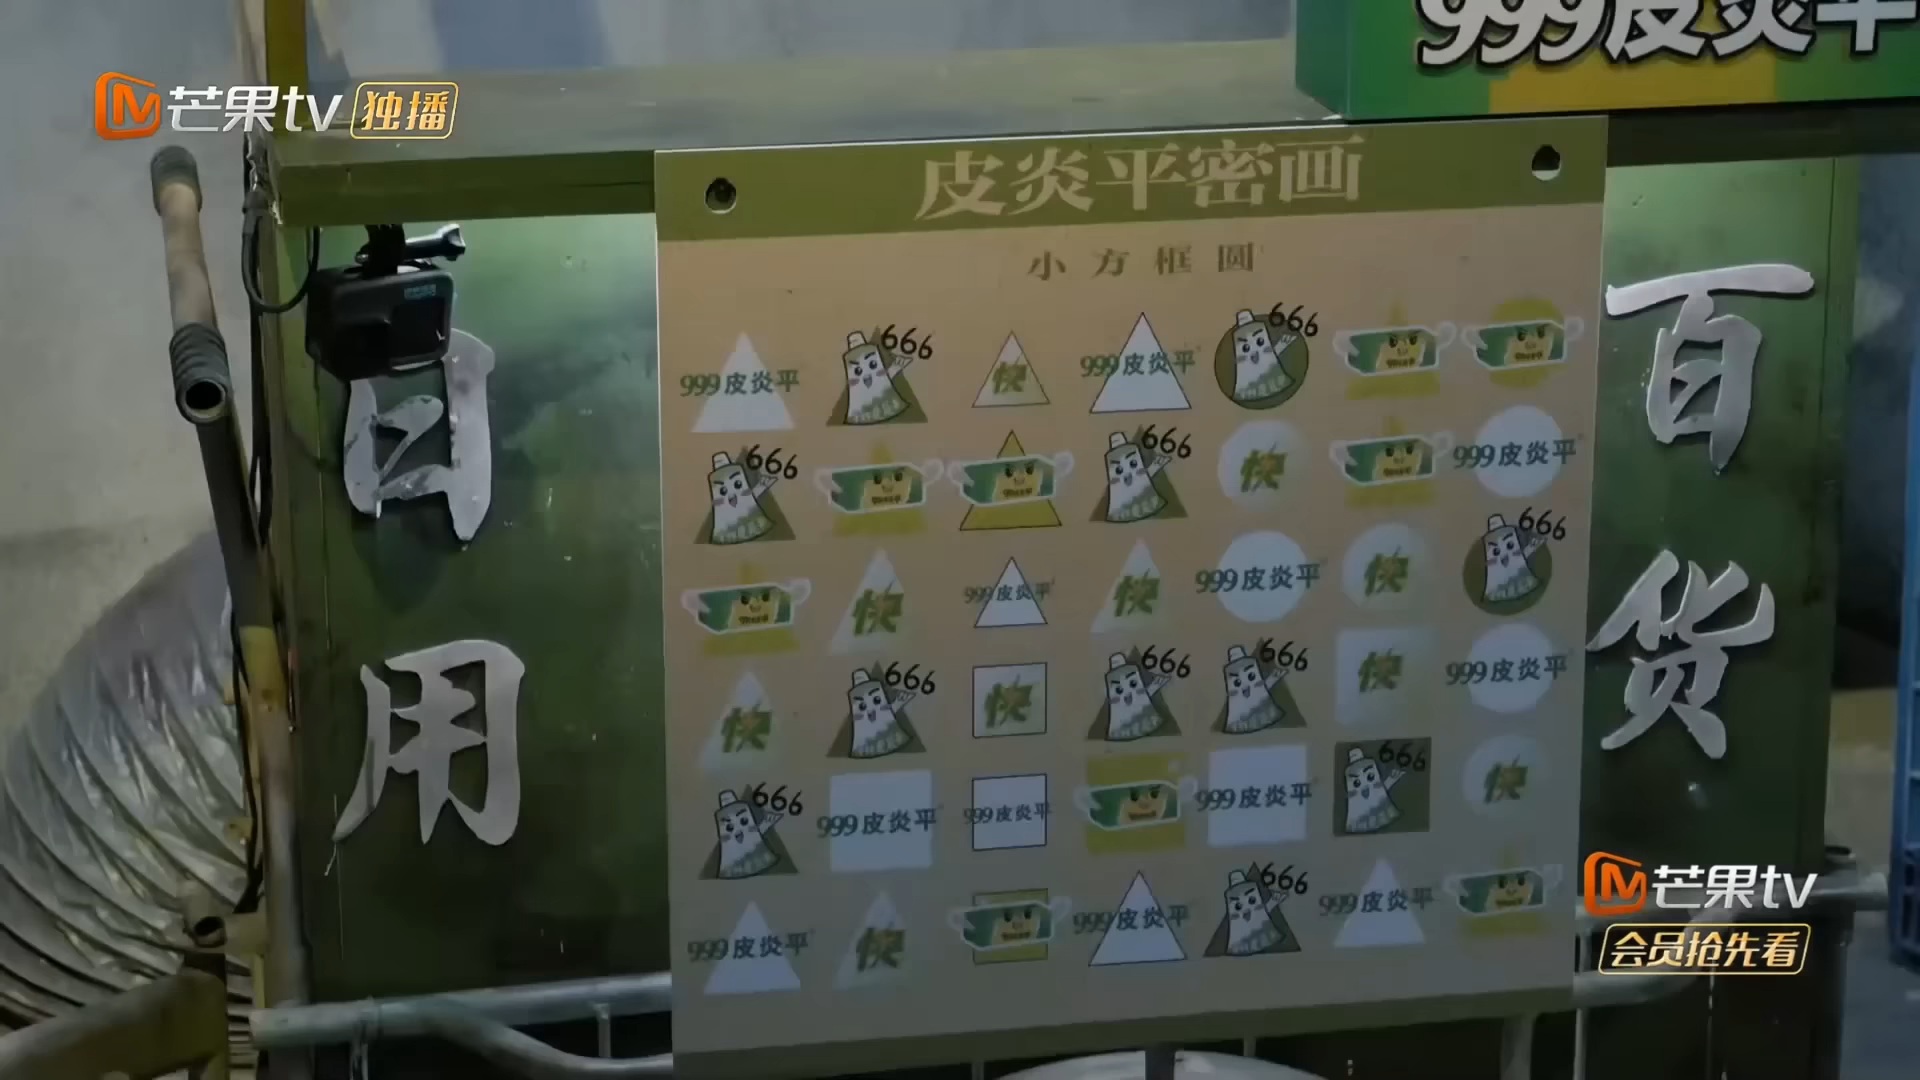 芒果tv 独播
999皮炎平
皮炎平密画
小方框圆
999皮炎平 666 快 999皮炎平 666
666 666 快 999皮炎平
快 999皮炎平 快 999皮炎平 快 666
快 666 快 666 666 快 999皮炎平
666 999皮炎平 999皮炎平 999皮炎平 666 快
999皮炎平 快 999皮炎平 666 999皮炎平
日用
百货
芒果tv
会员抢先看